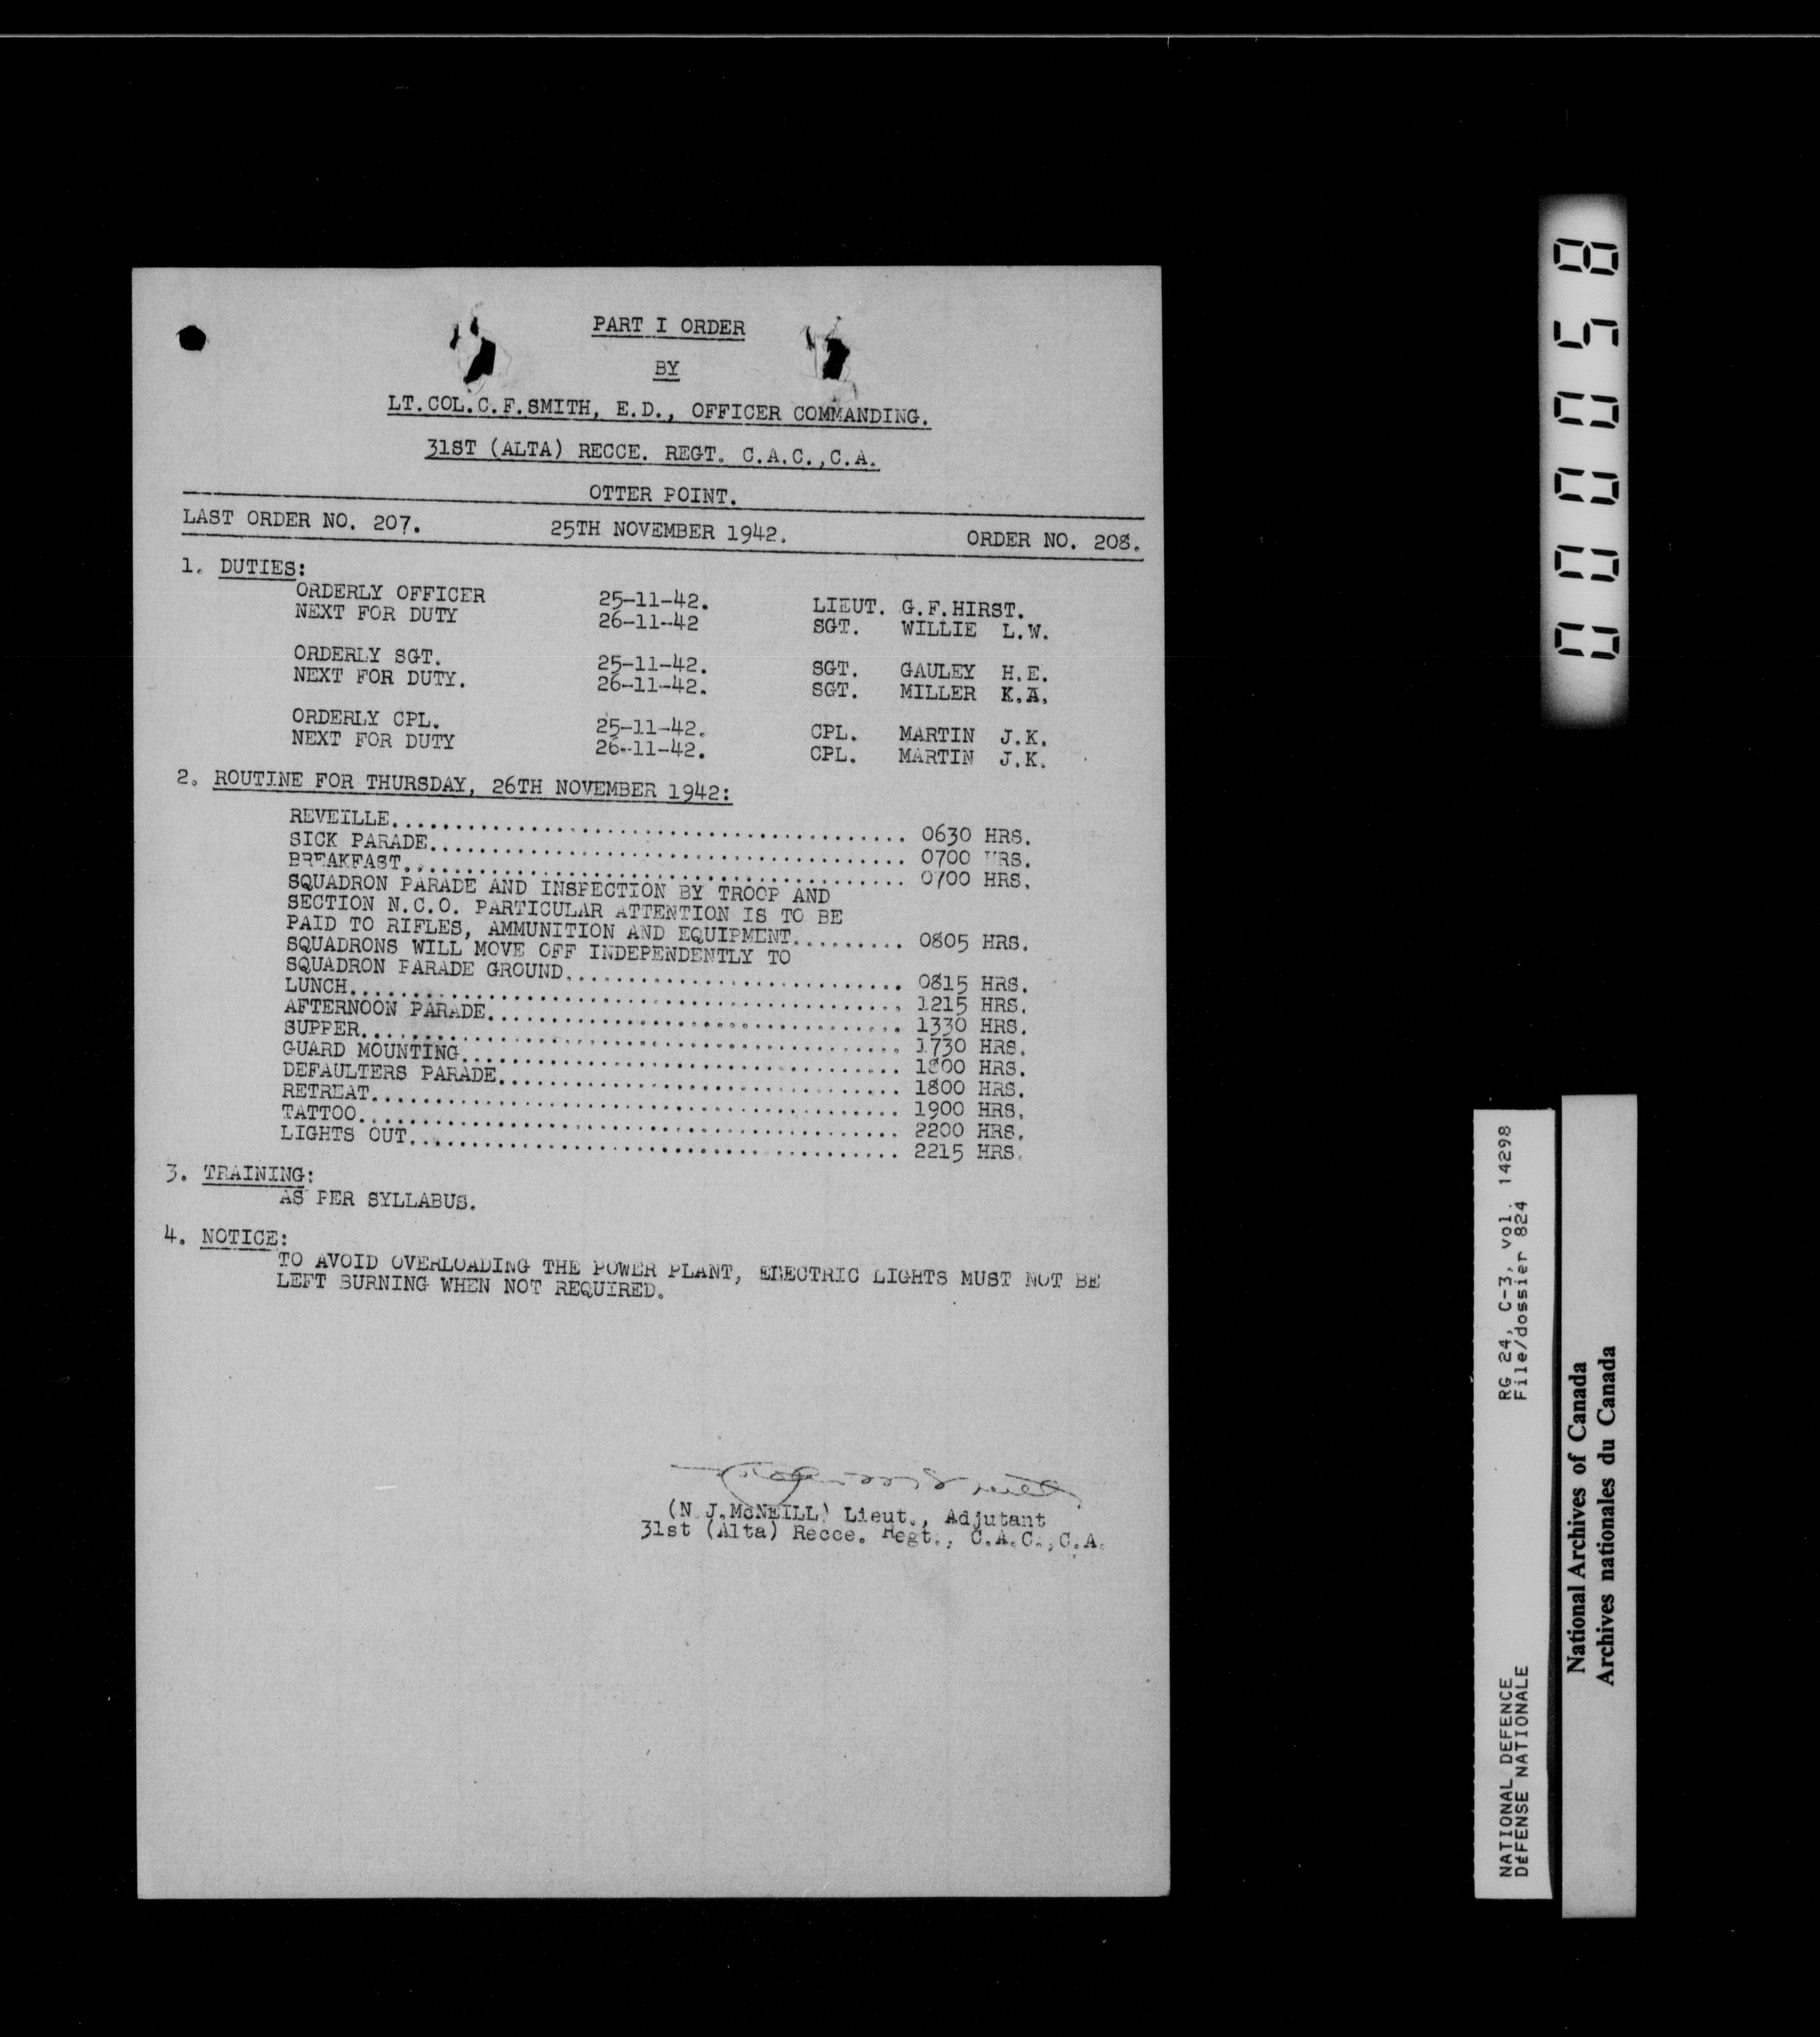 PART I ORDER
BY
LT.COL.C.F.SMITH, E.D., OFFICER COMMANDING.
31ST (ALTA) RECCE. REGT. C.A.C.,C.A.
OTTER POINT.
LAST ORDER NO. 207. 25TH NOVEMBER 1942. ORDER NO. 208.
1. DUTIES:
ORDERLY OFFICER 25-11-42. LIEUT. G.F.HIRST.
NEXT FOR DUTY 26-11-42 SGT. WILLIE L.W.
ORDERLY SGT. 25-11-42. SGT. GAULEY H.E.
NEXT FOR DUTY. 26-11-42. SGT. MILLER K.A.
ORDERLY CPL. 25-11-42. CPL. MARTIN J.K.
NEXT FOR DUTY 26-11-42. CPL. MARTIN J.K.
2. ROUTINE FOR THURSDAY, 26TH NOVEMBER 1942:
REVEILLE......................................... 0630 HRS.
SICK PARADE...................................... 0700 HRS.
BREAKFAST........................................ 0700 HRS.
SQUADRON PARADE AND INSPECTION BY TROOP AND
SECTION N.C.O. PARTICULAR ATTENTION IS TO BE
PAID TO RIFLES, AMMUNITION AND EQUIPMENT......... 0805 HRS.
SQUADRONS WILL MOVE OFF INDEPENDENTLY TO
SQUADRON PARADE GROUND........................... 0815 HRS.
LUNCH............................................ 1215 HRS.
AFTERNOON PARADE................................. 1330 HRS.
SUPPER........................................... 1730 HRS.
GUARD MOUNTING................................... 1800 HRS.
DEFAULTERS PARADE................................ 1800 HRS.
RETREAT.......................................... 1900 HRS.
TATTOO........................................... 2200 HRS.
LIGHTS OUT....................................... 2215 HRS.
3. TRAINING:
AS PER SYLLABUS.
4. NOTICE:
TO AVOID OVERLOADING THE POWER PLANT, ELECTRIC LIGHTS MUST NOT BE
LEFT BURNING WHEN NOT REQUIRED.
(N.J.McNEILL) Lieut., Adjutant
31st (Alta) Recce. Regt., C.A.C.,C.A.
000058
RG 24, C-3, vol. 14298
File/dossier 824
NATIONAL DEFENCE
DÉFENSE NATIONALE
National Archives of Canada
Archives nationales du Canada